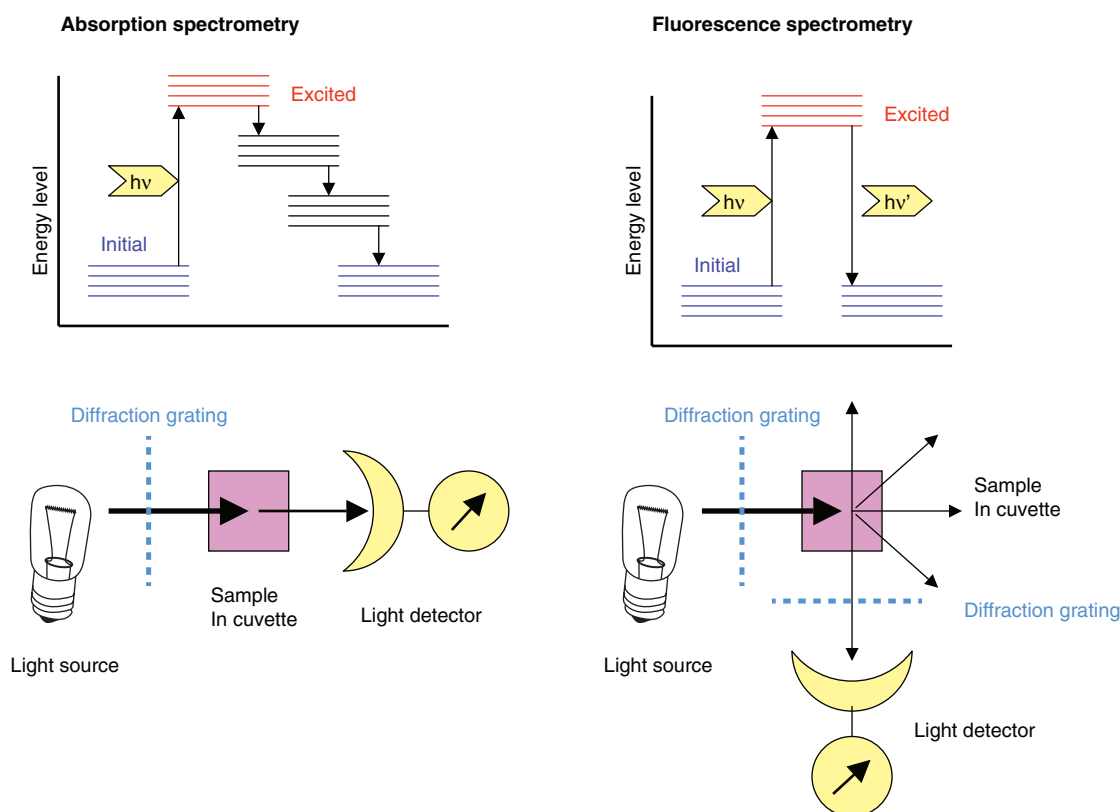 Absorption spectrometry
Energy level
Excited
hν
Initial
Diffraction grating
Sample
In cuvette
Light detector
Light source
Fluorescence spectrometry
Energy level
Excited
hν
hν’
Initial
Diffraction grating
Sample
In cuvette
Diffraction grating
Light source
Light detector